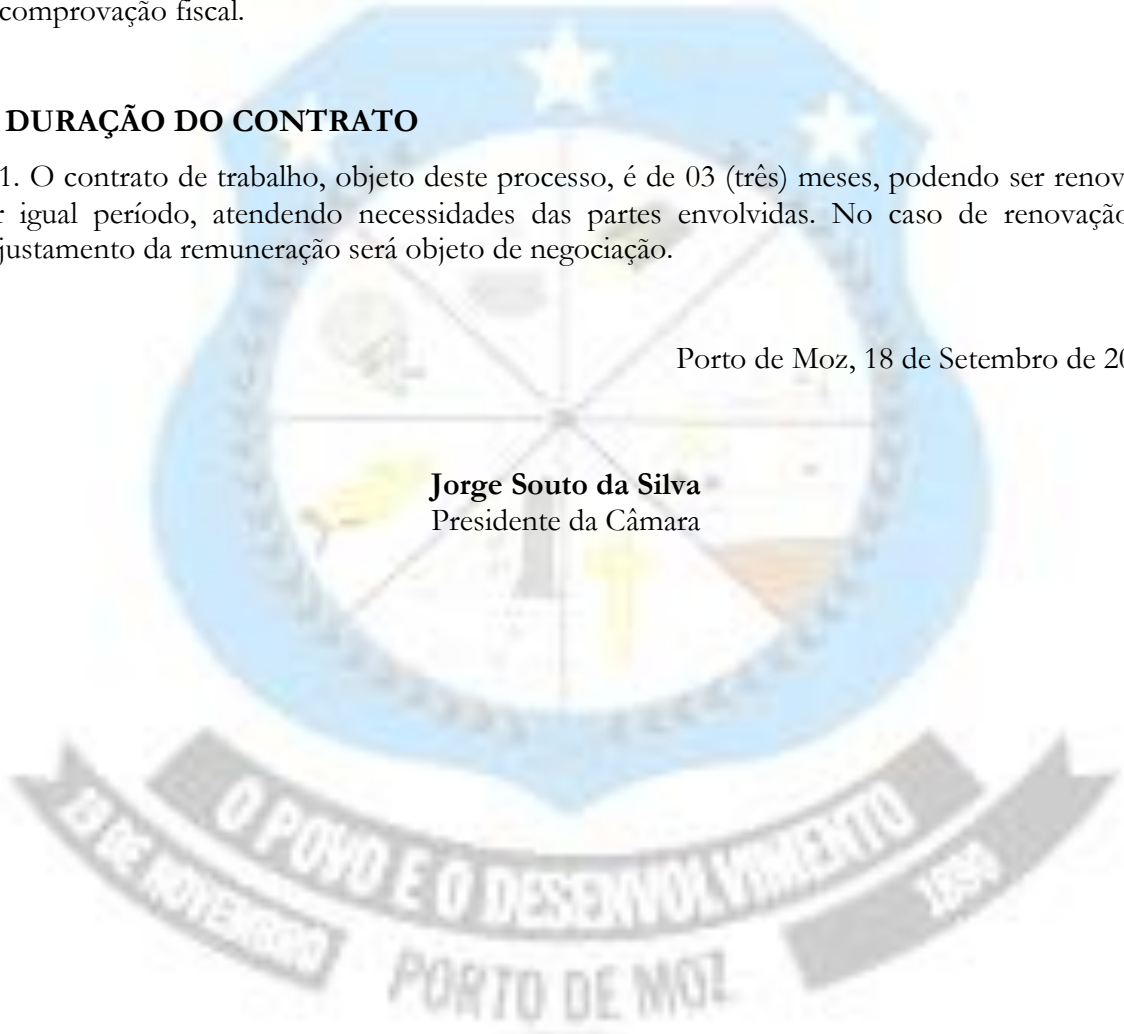 comprovação fiscal.
DURAÇÃO DO CONTRATO
1. O contrato de trabalho, objeto deste processo, é de 03 (três) meses, podendo ser renov
r igual período, atendendo necessidades das partes envolvidas. No caso de renovação
justamento da remuneração será objeto de negociação.
Porto de Moz, 18 de Setembro de 20
Jorge Souto da Silva
Presidente da Câmara
O POVO E O DESENVOLVIMENTO
DE NOVEMBRO
1890
PORTO DE MOZ